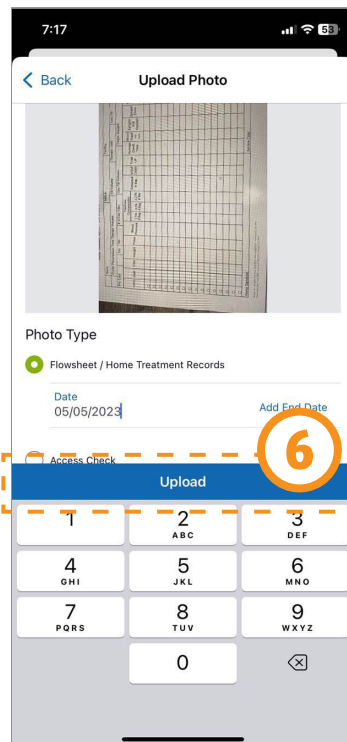 7:17
53
Back
Upload Photo
Photo Type
Flowsheet / Home Treatment Records
Date
05/05/2023
Add End Date
Access Check
6
Upload
1
2
ABC
3
DEF
4
GHI
5
JKL
6
MNO
7
PQRS
8
TUV
9
WXYZ
0